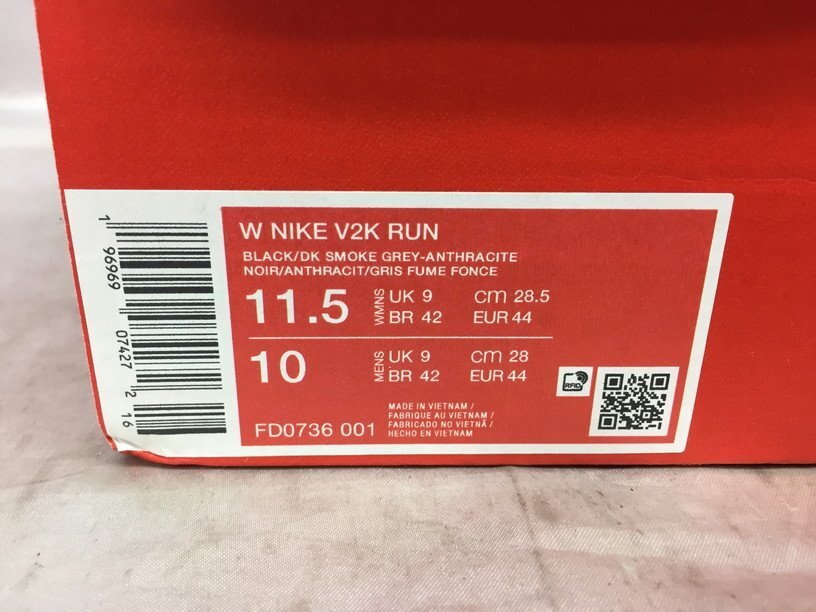 W NIKE V2K RUN
BLACK/DK SMOKE GREY-ANTHRACITE
NOIR/ANTHRACIT/GRIS FUME FONCE
11.5 WMNS UK 9 cm 28.5
BR 42 EUR 44
10 MENS UK 9 cm 28
BR 42 EUR 44
FD0736 001
MADE IN VIETNAM /
FABRIQUE AU VIETNAM /
FABRICADO NO VIETNÃ /
HECHO EN VIETNAM
RFID
1 96969 07427 2 16